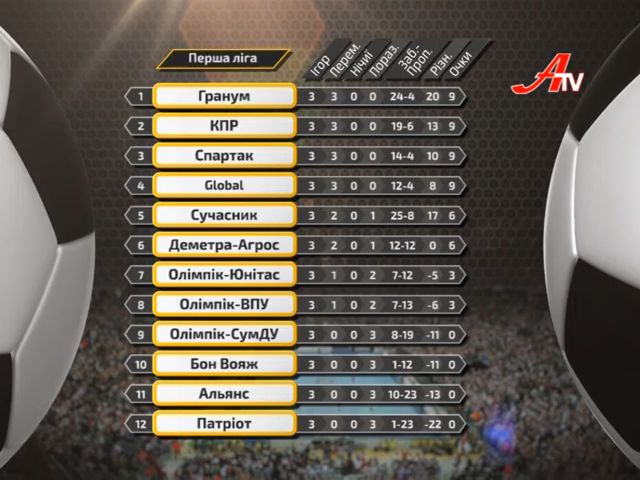 Перша ліга Ігор Перем. Нічиї Пораз. Заб.-Проп. Різн. Очки
АTV
1 Гранум 3 3 0 0 24-4 20 9
2 КПР 3 3 0 0 19-6 13 9
3 Спартак 3 3 0 0 14-4 10 9
4 Global 3 3 0 0 12-4 8 9
5 Сучасник 3 2 0 1 25-8 17 6
6 Деметра-Агрос 3 2 0 1 12-12 0 6
7 Олімпік-Юнітас 3 1 0 2 7-12 -5 3
8 Олімпік-ВПУ 3 1 0 2 7-13 -6 3
9 Олімпік-СумДУ 3 0 0 3 8-19 -11 0
10 Бон Вояж 3 0 0 3 1-12 -11 0
11 Альянс 3 0 0 3 10-23 -13 0
12 Патріот 3 0 0 3 1-23 -22 0